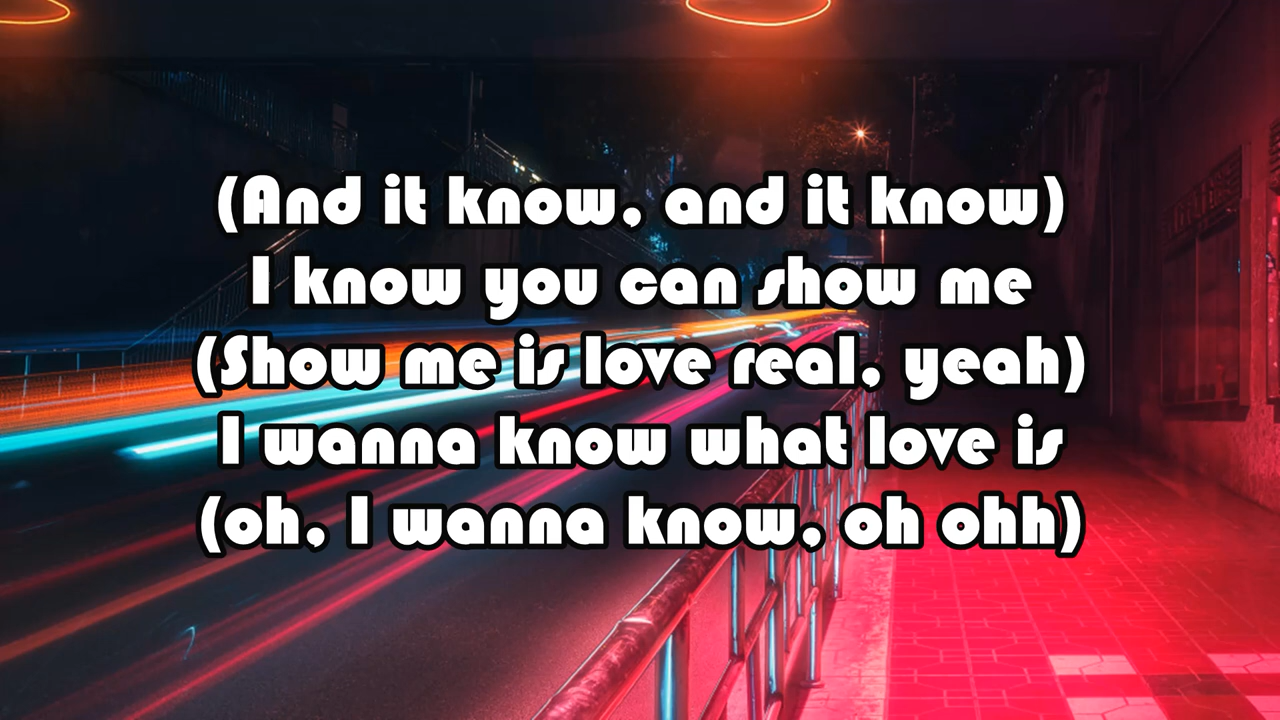 (And it know, and it know)
I know you can show me
(Show me is love real, yeah)
I wanna know what love is
(oh, I wanna know, oh ohh)